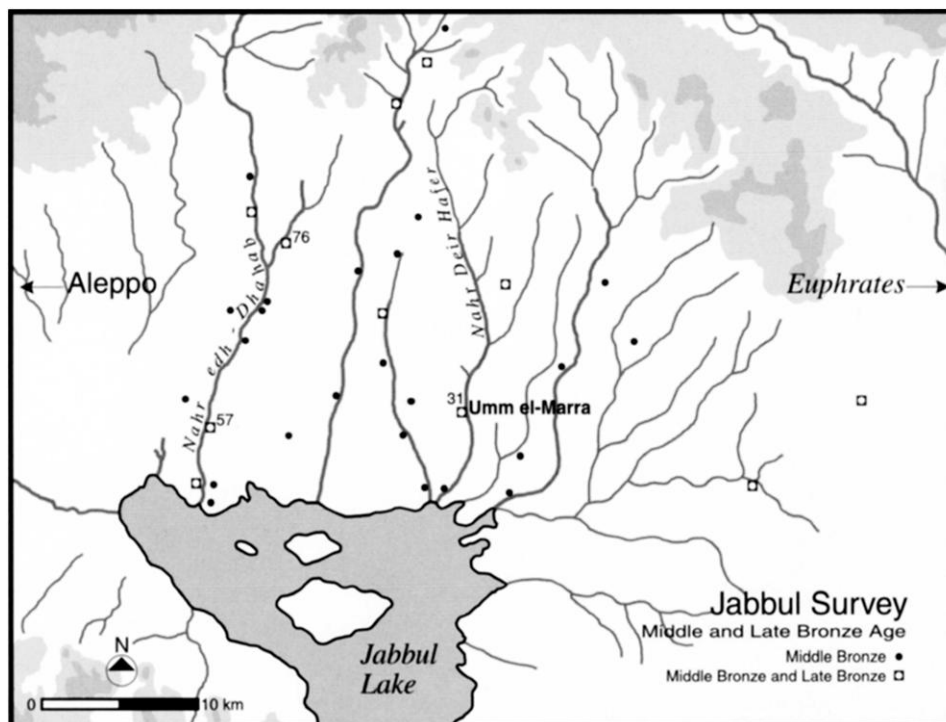 76
Nahr edh-Dhahab
Nahr Deir Hafer
Aleppo
Euphrates
31
Umm el-Marra
57
Jabbul Survey
Middle and Late Bronze Age
Middle Bronze
Middle Bronze and Late Bronze
Jabbul
Lake
N
0
10 km